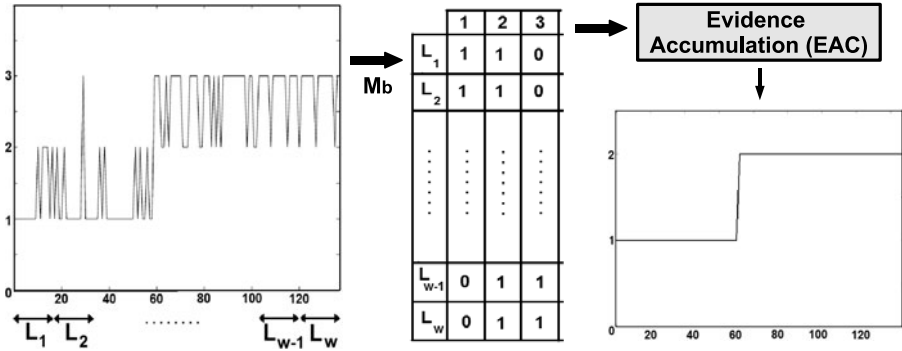 3
2
1
0
20 40 60 80 100 120
L1 L2 ......... Lw-1 Lw
Mb
1 2 3
L1 1 1 0
L2 1 1 0
Lw-1 0 1 1
Lw 0 1 1
Evidence
Accumulation (EAC)
2
1
0
20 40 60 80 100 120